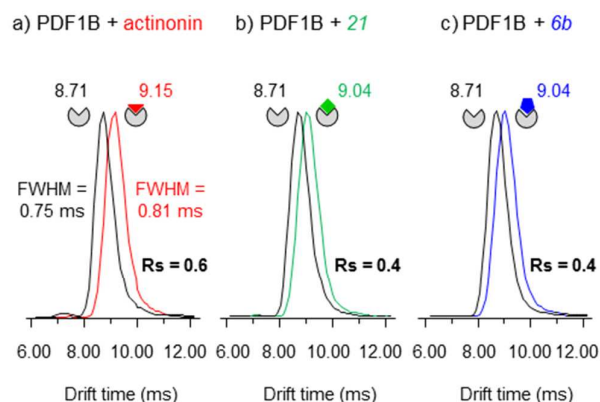 a) PDF1B + actinonin
8.71
9.15
FWHM =
0.75 ms
FWHM =
0.81 ms
Rs = 0.6
6.00 8.00 10.00 12.00
Drift time (ms)
b) PDF1B + 21
8.71
9.04
Rs = 0.4
6.00 8.00 10.00 12.00
Drift time (ms)
c) PDF1B + 6b
8.71
9.04
Rs = 0.4
6.00 8.00 10.00 12.00
Drift time (ms)